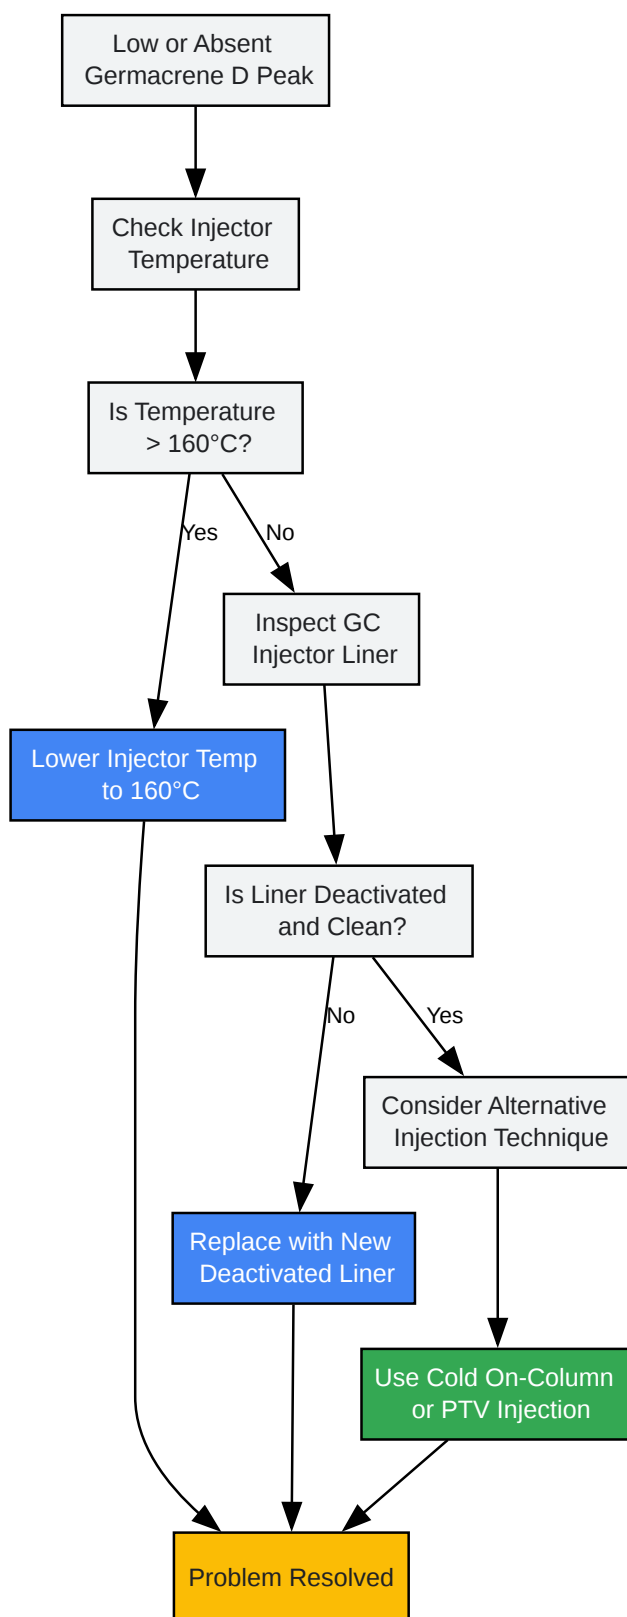 Low or Absent
Germacrene D Peak
Check Injector
Temperature
Is Temperature
> 160°C?
Yes
No
Inspect GC
Injector Liner
Lower Injector Temp
to 160°C
Is Liner Deactivated
and Clean?
No
Yes
Consider Alternative
Injection Technique
Replace with New
Deactivated Liner
Use Cold On-Column
or PTV Injection
Problem Resolved